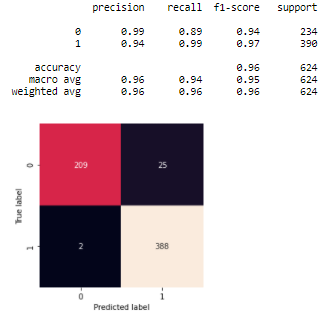 precision recall f1-score support
0 0.99 0.89 0.94 234
1 0.94 0.99 0.97 390
accuracy 0.96 624
macro avg 0.96 0.94 0.95 624
weighted avg 0.96 0.96 0.96 624
0 209 25
True label
1 2 388
0 1
Predicted label